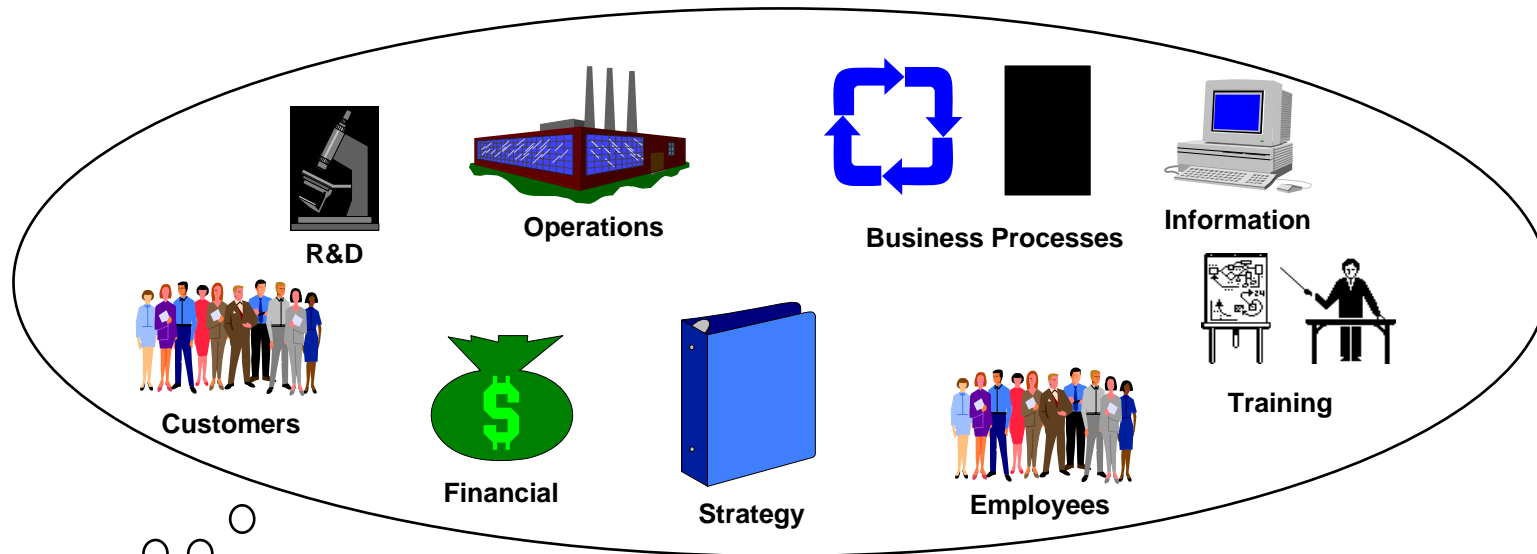 R&D
Operations
Business Processes
Information
Customers
Financial
Strategy
Employees
Training